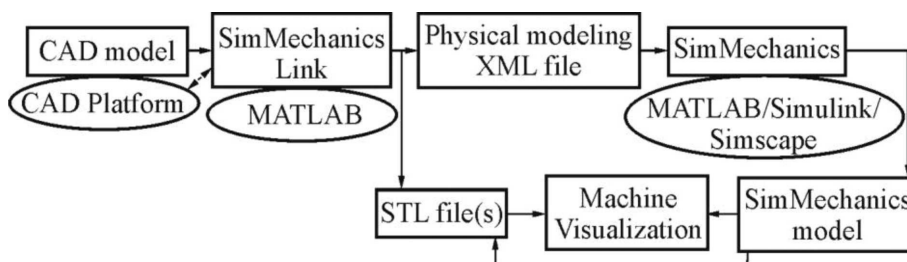 CAD model
SimMechanics
Link
Physical modeling
XML file
SimMechanics
CAD Platform
MATLAB
MATLAB/Simulink/
Simscape
STL file(s)
Machine
Visualization
SimMechanics
model